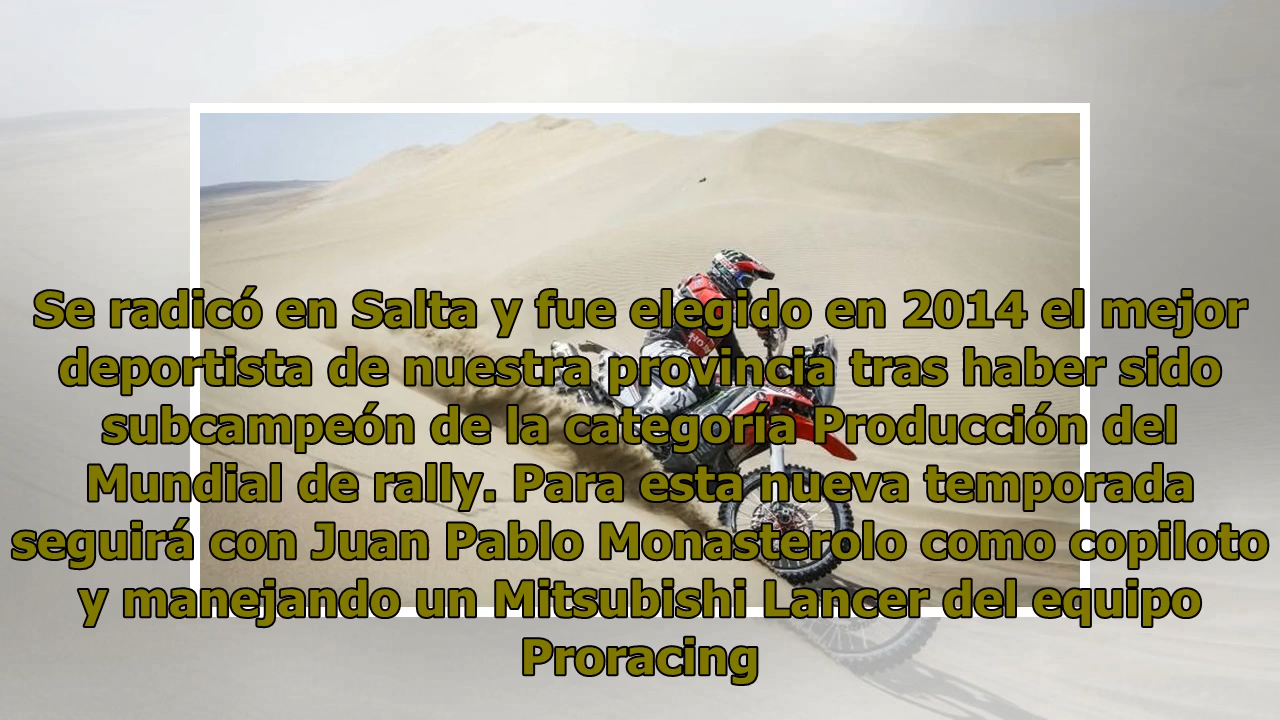 Se radicó en Salta y fue elegido en 2014 el mejor
deportista de nuestra provincia tras haber sido
subcampeón de la categoría Producción del
Mundial de rally. Para esta nueva temporada
seguirá con Juan Pablo Monasterolo como copiloto
y manejando un Mitsubishi Lancer del equipo
Proracing